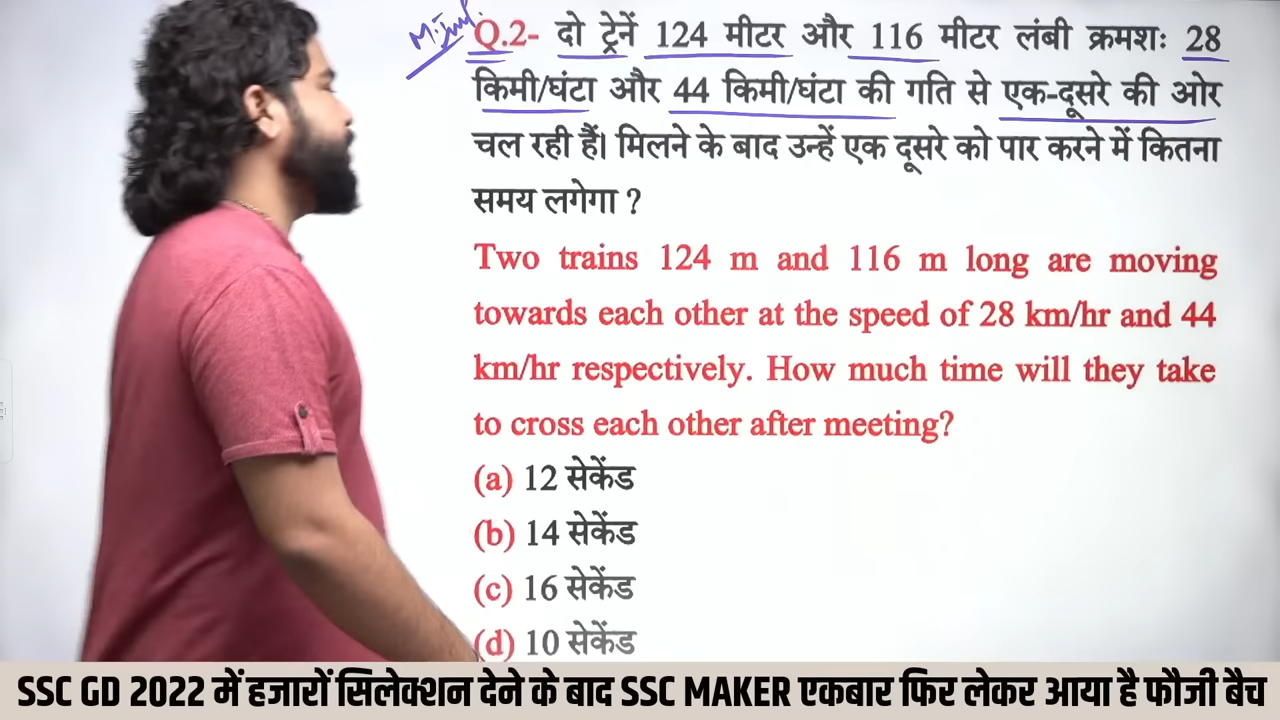 M. Imp. Q.2- दो ट्रेनें 124 मीटर और 116 मीटर लंबी क्रमशः 28
किमी/घंटा और 44 किमी/घंटा की गति से एक-दूसरे की ओर
चल रही हैं। मिलने के बाद उन्हें एक दूसरे को पार करने में कितना
समय लगेगा ?
Two trains 124 m and 116 m long are moving
towards each other at the speed of 28 km/hr and 44
km/hr respectively. How much time will they take
to cross each other after meeting?
(a) 12 सेकेंड
(b) 14 सेकेंड
(c) 16 सेकेंड
(d) 10 सेकेंड
SSC GD 2022 में हजारों सिलेक्शन देने के बाद SSC MAKER एकबार फिर लेकर आया है फौजी बैच